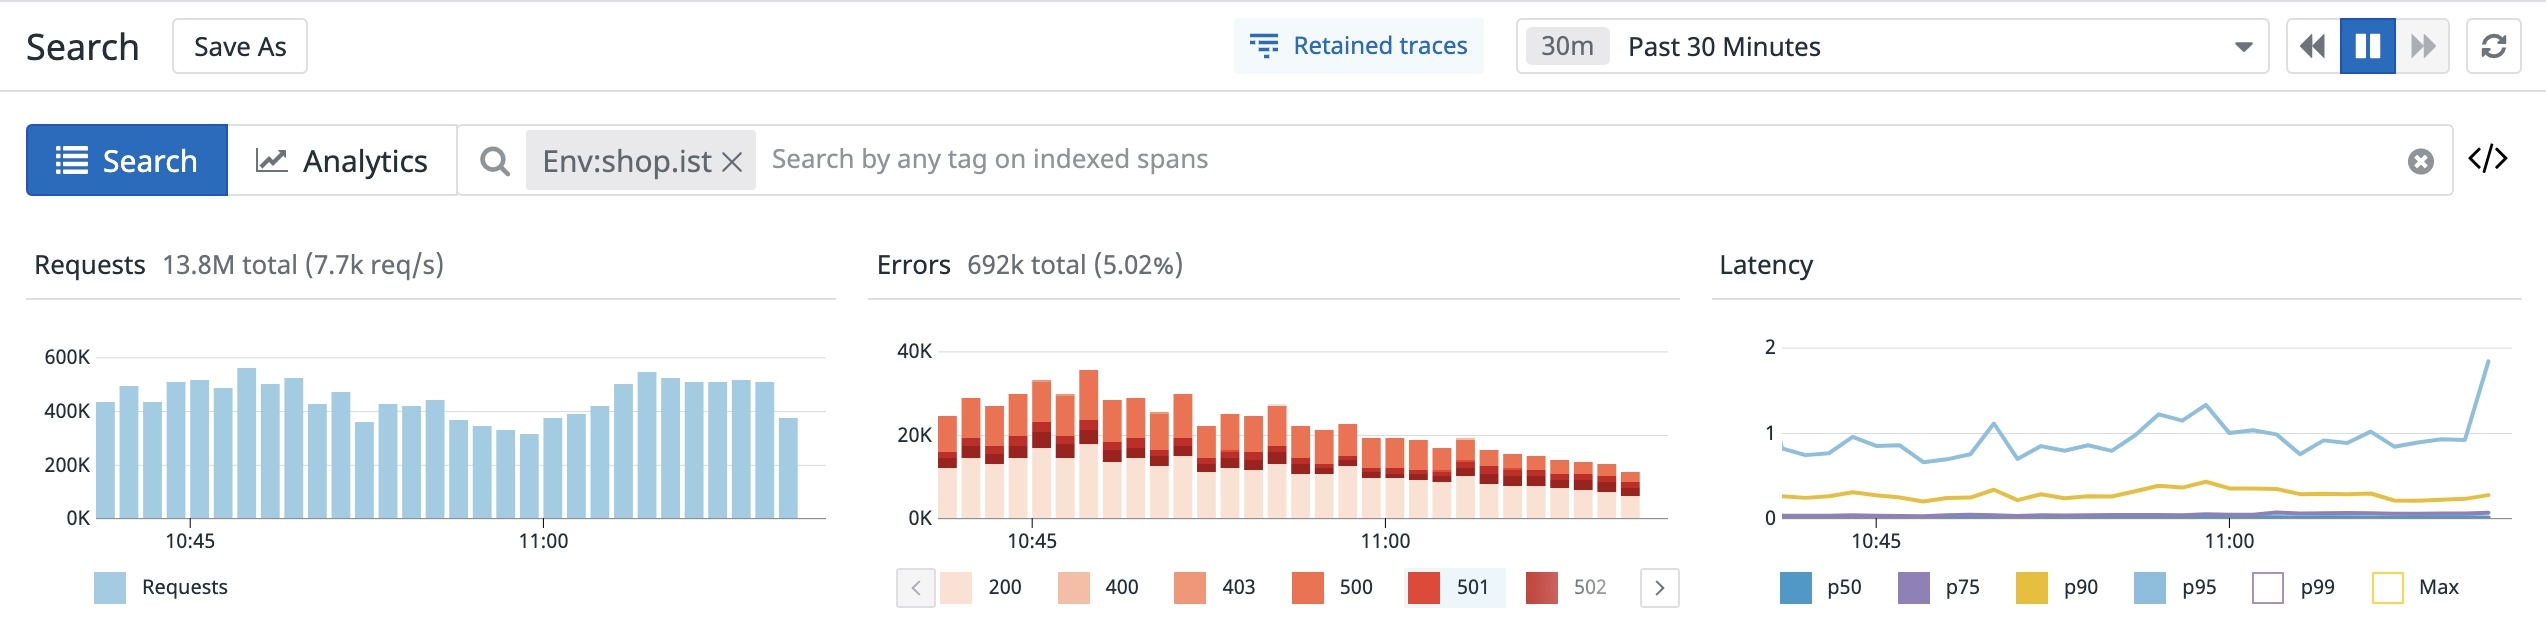 Search Save As Retained traces 30m Past 30 Minutes
Search Analytics Env:shop.ist Search by any tag on indexed spans </>
Requests 13.8M total (7.7k req/s)
600K
400K
200K
0K
10:45 11:00
Requests
Errors 692k total (5.02%)
40K
20K
0K
10:45 11:00
200 400 403 500 501 502
Latency
2
1
0
10:45 11:00
p50 p75 p90 p95 p99 Max